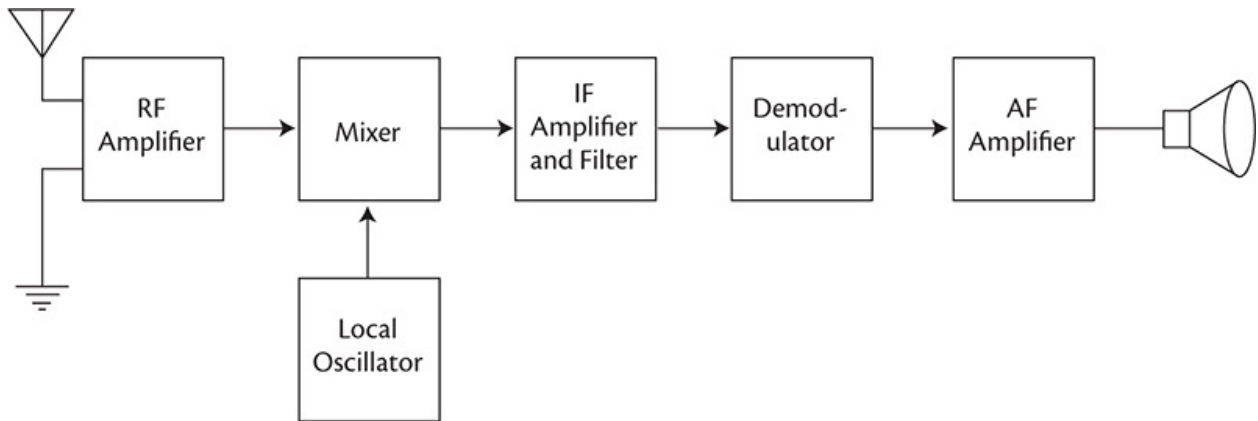 RF
Amplifier
Mixer
IF
Amplifier
and Filter
Demod-
ulator
AF
Amplifier
Local
Oscillator